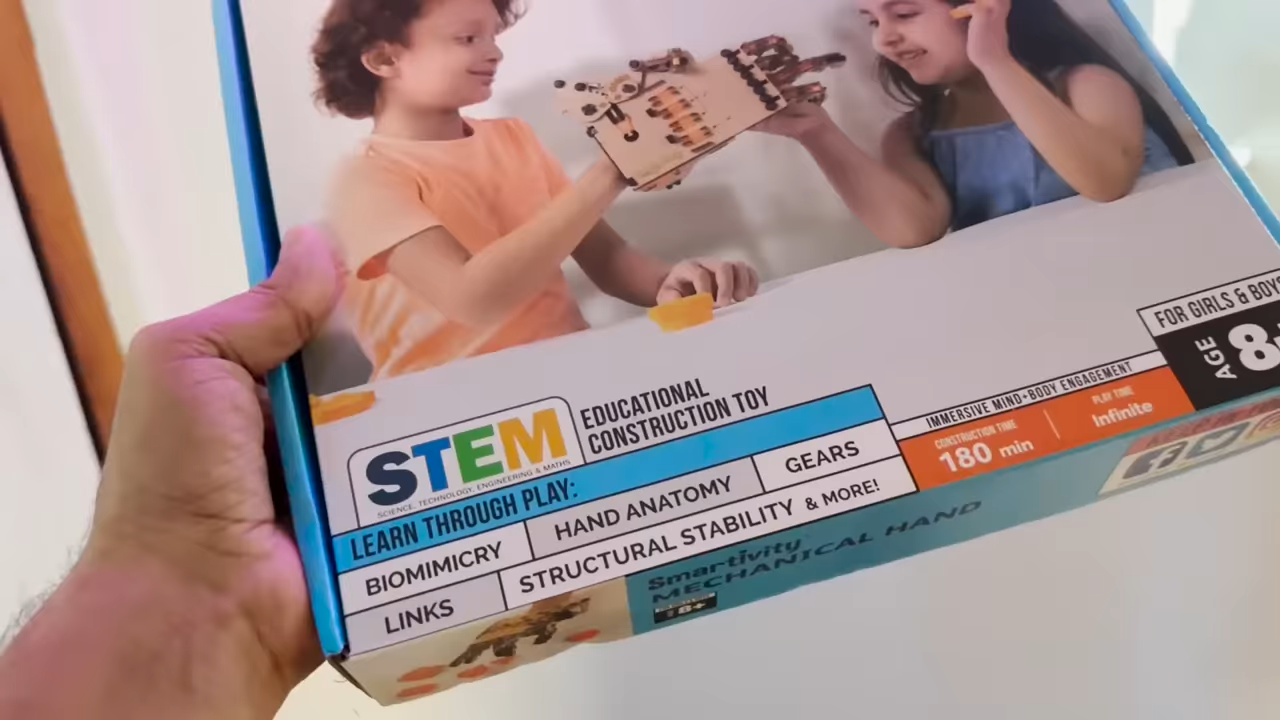 STEM
SCIENCE, TECHNOLOGY, ENGINEERING & MATHS
EDUCATIONAL
CONSTRUCTION TOY
LEARN THROUGH PLAY:
BIOMIMICRY
HAND ANATOMY
GEARS
LINKS
STRUCTURAL STABILITY & MORE!
IMMERSIVE MIND+BODY ENGAGEMENT
CONSTRUCTION TIME
180 min
PLAY TIME
Infinite
FOR GIRLS & BOYS
AGE 8
Smartivity
MECHANICAL HAND
8+